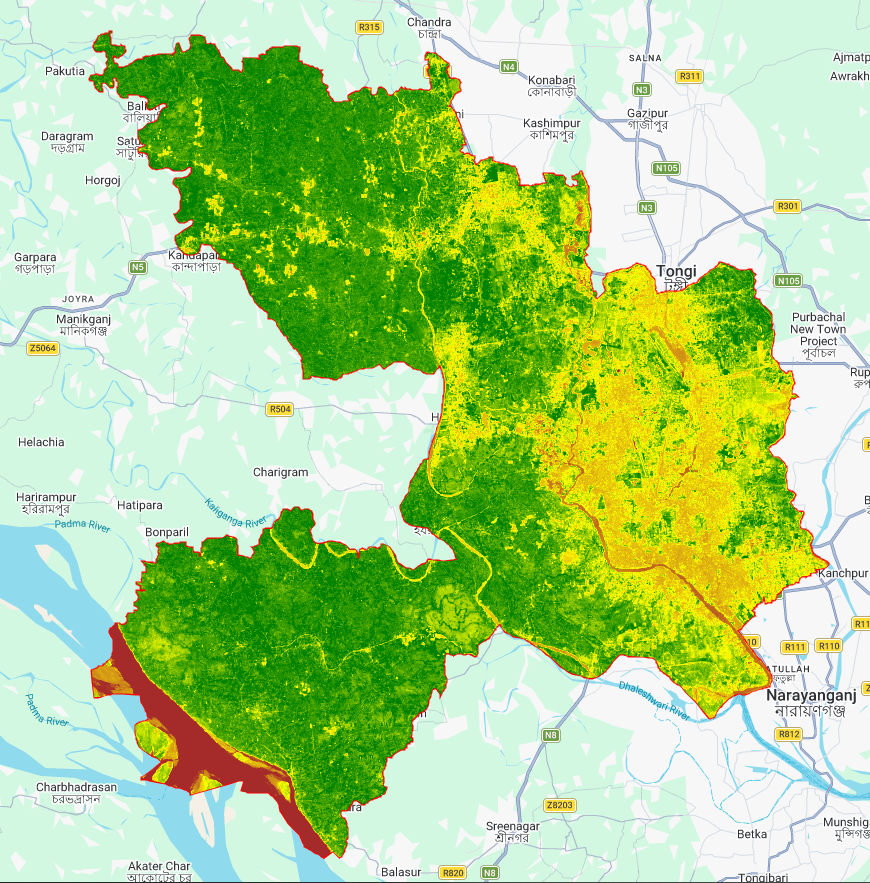 Chandra
চান্দ্রা
R315
SALNA
Ajmatp
N4
Pakutia
Konabari
কোনাবাড়ী
R311
Awrakh
N3
Gazipur
গাজীপুর
Kashimpur
কাশিমপুর
Daragram
দড়গ্রাম
N105
Horgoj
N3
R301
Garpara
গড়পাড়া
কান্দাপাড়া
N5
Tongi
টঙ্গী
N105
JOYRA
Manikganj
মানিকগঞ্জ
Purbachal
New Town
Project
পূর্বাচল
Z5064
R504
Helachia
Charigram
Harirampur
হরিরামপুর
Hatipara
Kaliganga River
Padma River
Bonparil
Kanchpur
R110
R111
ATULLAH
Narayanganj
নারায়ণগঞ্জ
Dhaleshwari River
Padma River
N8
R812
Charbhadrasan
চরভদ্রাসন
Z8203
Sreenagar
শ্রীনগর
Betka
Munshig
মুন্সিগঞ্জ
Akater Char
আকোটের চর
Balasur
R820
N8
Tongibari